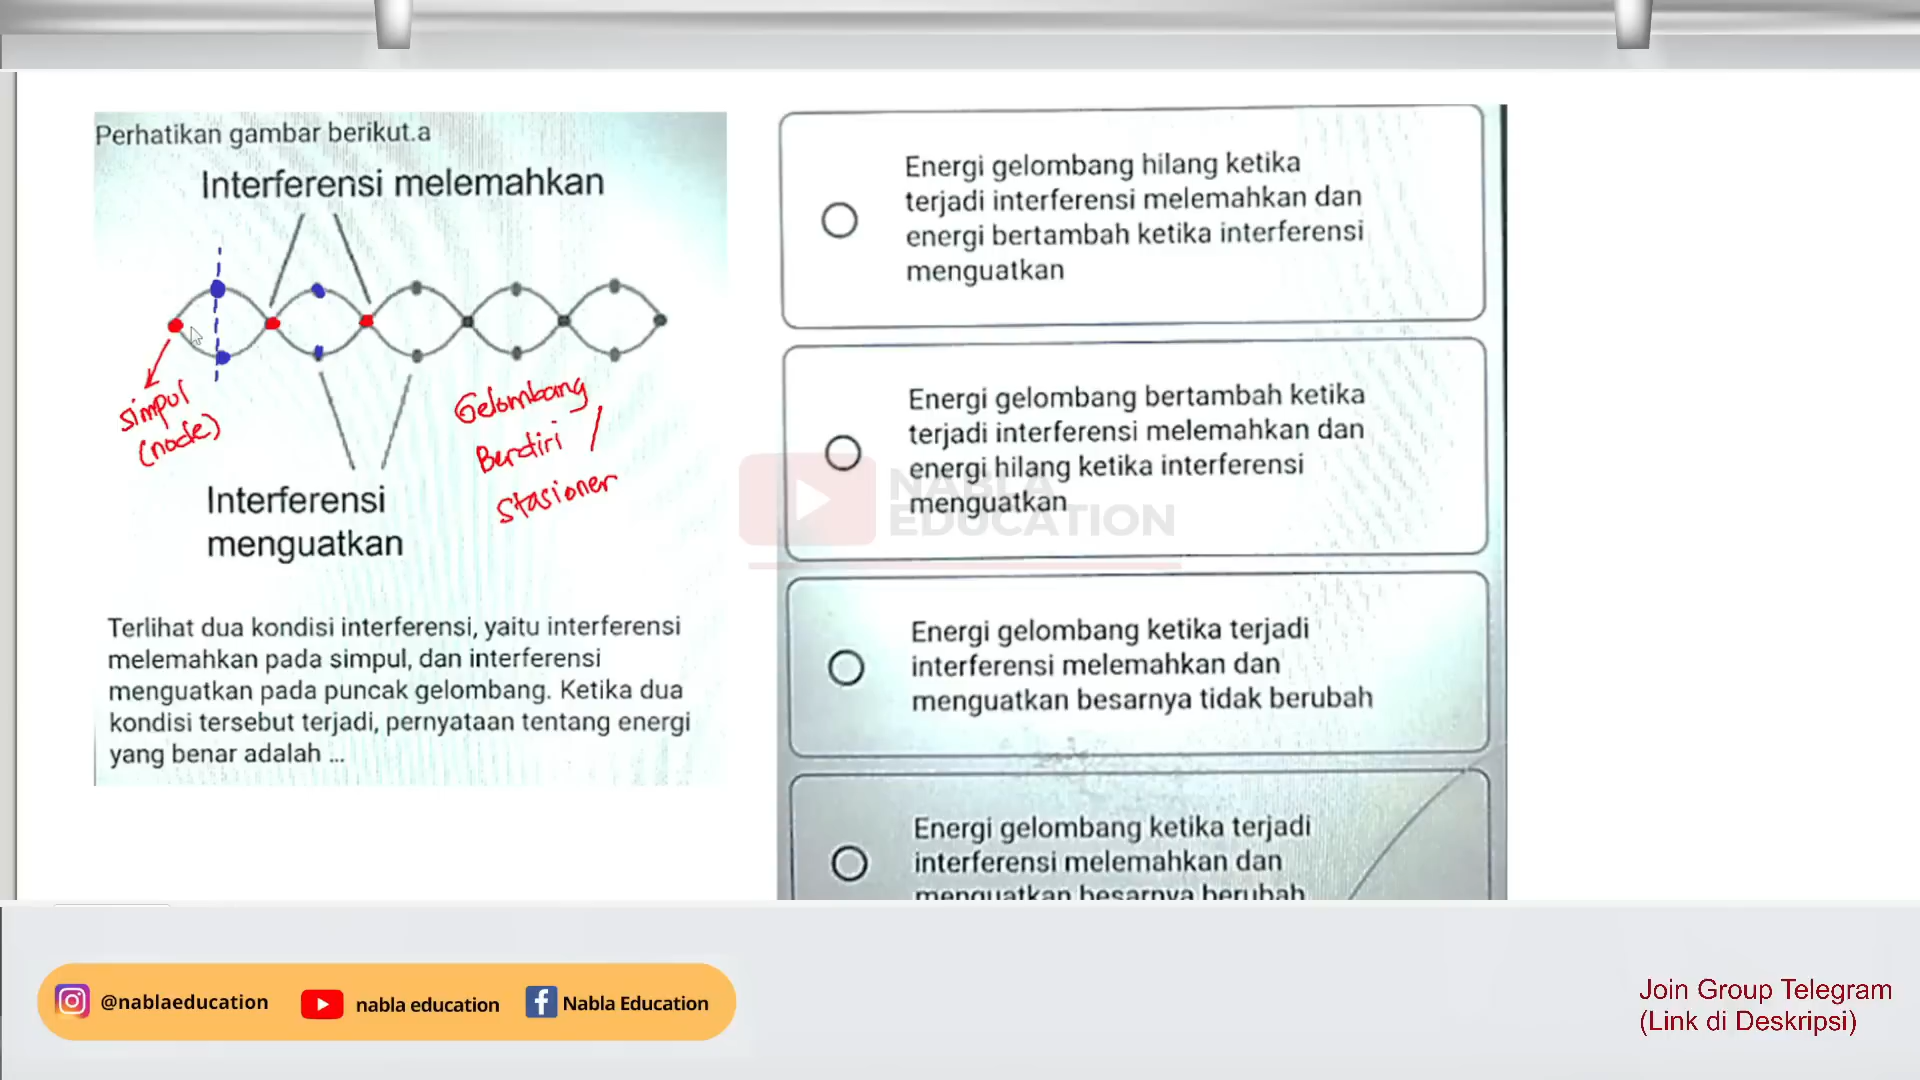 Perhatikan gambar berikut.a
Interferensi melemahkan
simpul
(node)
Gelombang
Berdiri /
Stasioner
Interferensi
menguatkan
Terlihat dua kondisi interferensi, yaitu interferensi
melemahkan pada simpul, dan interferensi
menguatkan pada puncak gelombang. Ketika dua
kondisi tersebut terjadi, pernyataan tentang energi
yang benar adalah ...
Energi gelombang hilang ketika
terjadi interferensi melemahkan dan
energi bertambah ketika interferensi
menguatkan
Energi gelombang bertambah ketika
terjadi interferensi melemahkan dan
energi hilang ketika interferensi
menguatkan
NABLA
EDUCATION
Energi gelombang ketika terjadi
interferensi melemahkan dan
menguatkan besarnya tidak berubah
Energi gelombang ketika terjadi
interferensi melemahkan dan
menguatkan besarnya berubah
@nablaeducation
nabla education
Nabla Education
Join Group Telegram
(Link di Deskripsi)